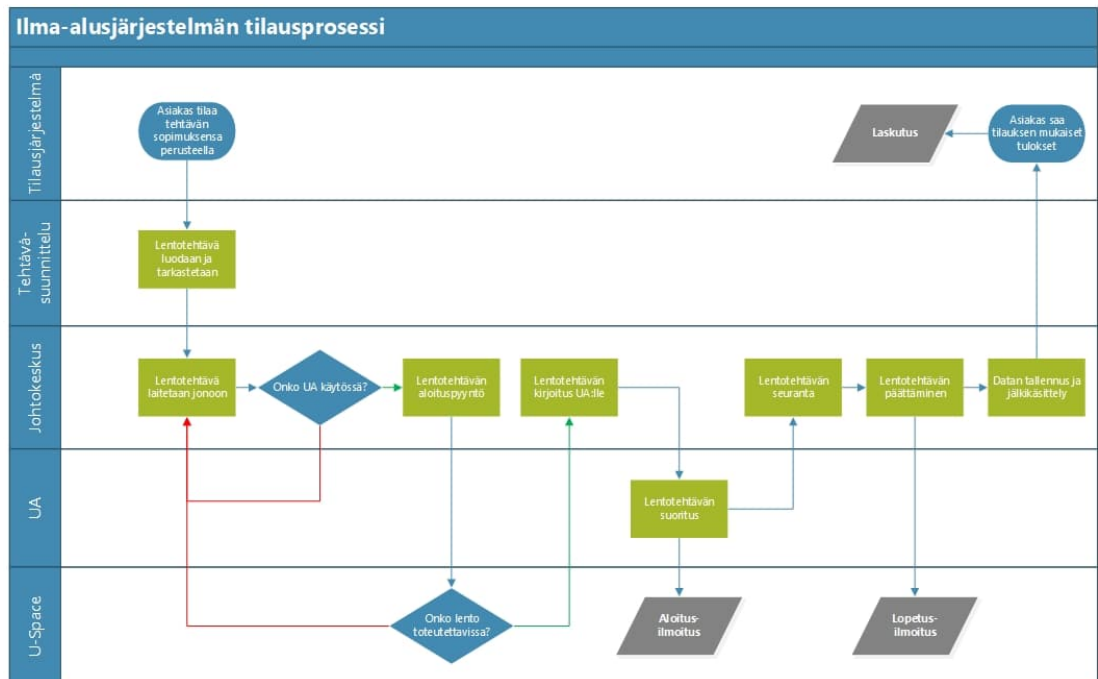 Ilma-alusjärjestelmän tilausprosessi
Tilausjärjestelmä
Asiakas tilaa
tehtävän
sopimuksensa
perusteella
Laskutus
Asiakas saa
tilauksen mukaiset
tulokset
Tehtävä-
suunnittelu
Lentotehtävä
luodaan ja
tarkastetaan
Johtokeskus
Lentotehtävä
laitetaan jonoon
Onko UA käytössä?
Lentotehtävän
aloituspyyntö
Lentotehtävän
kirjoitus UA:lle
Lentotehtävän
seuranta
Lentotehtävän
päättäminen
Datan tallennus ja
jälkikäsittely
UA
Lentotehtävän
suoritus
U-Space
Onko lento
toteutettavissa?
Aloitus-
ilmoitus
Lopetus-
ilmoitus